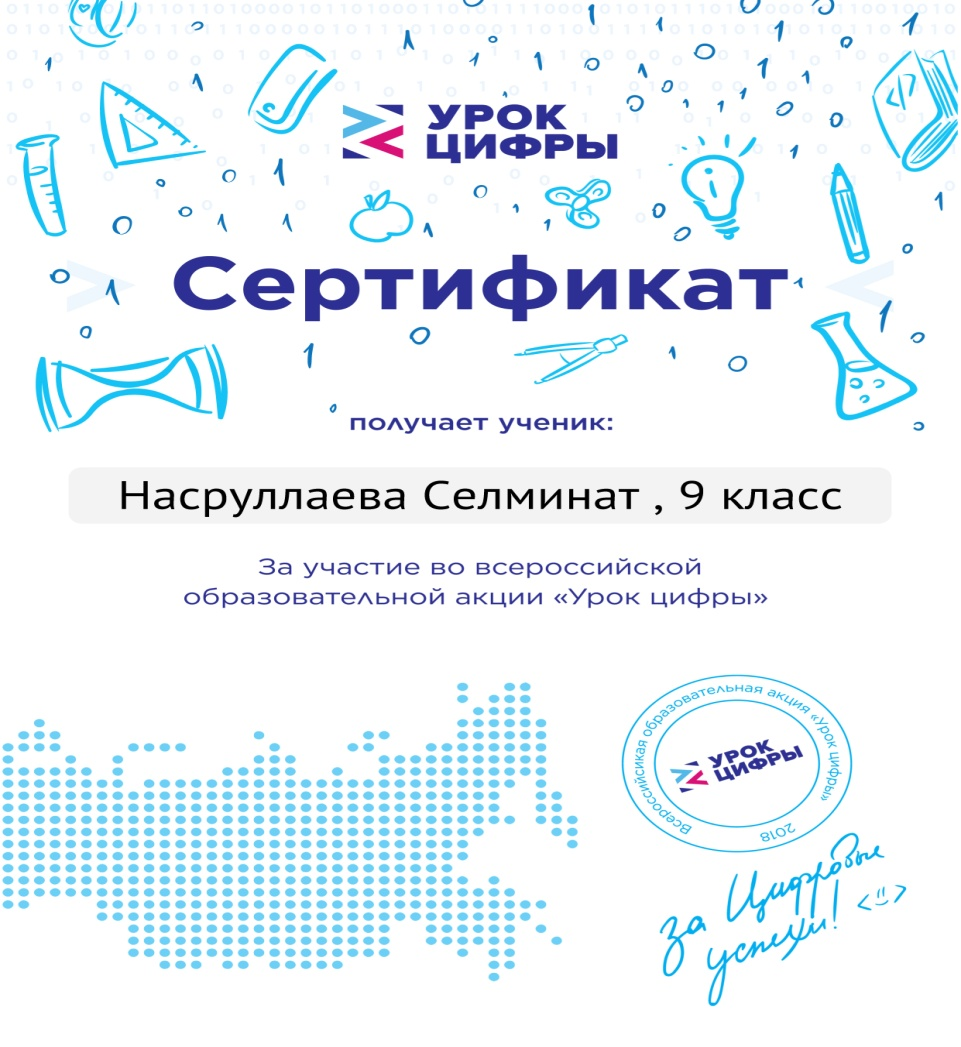 УРОК
ЦИФРЫ
Сертификат
получает ученик:
Насруллаева Селминат , 9 класс
За участие во всероссийской
образовательной акции «Урок цифры»
Всероссийсикая образовательная акция «Урок цифры»
УРОК
ЦИФРЫ
2018
За Цифровые
успехи!